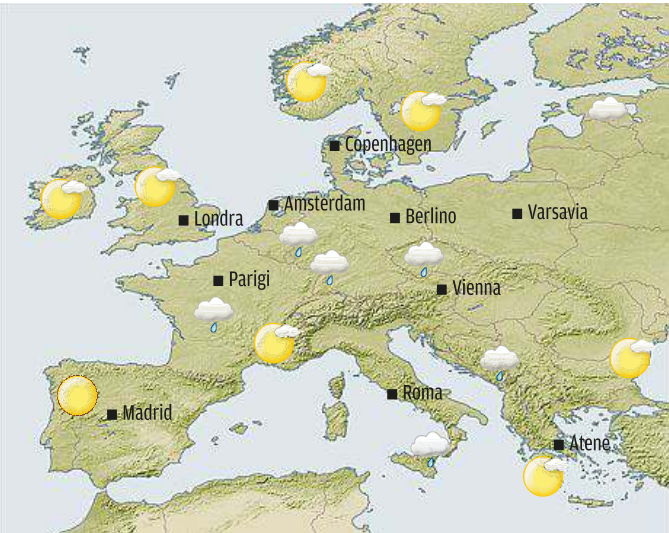 Copenhagen
Amsterdam
Londra
Berlino
Varsavia
Parigi
Vienna
Roma
Madrid
Atene